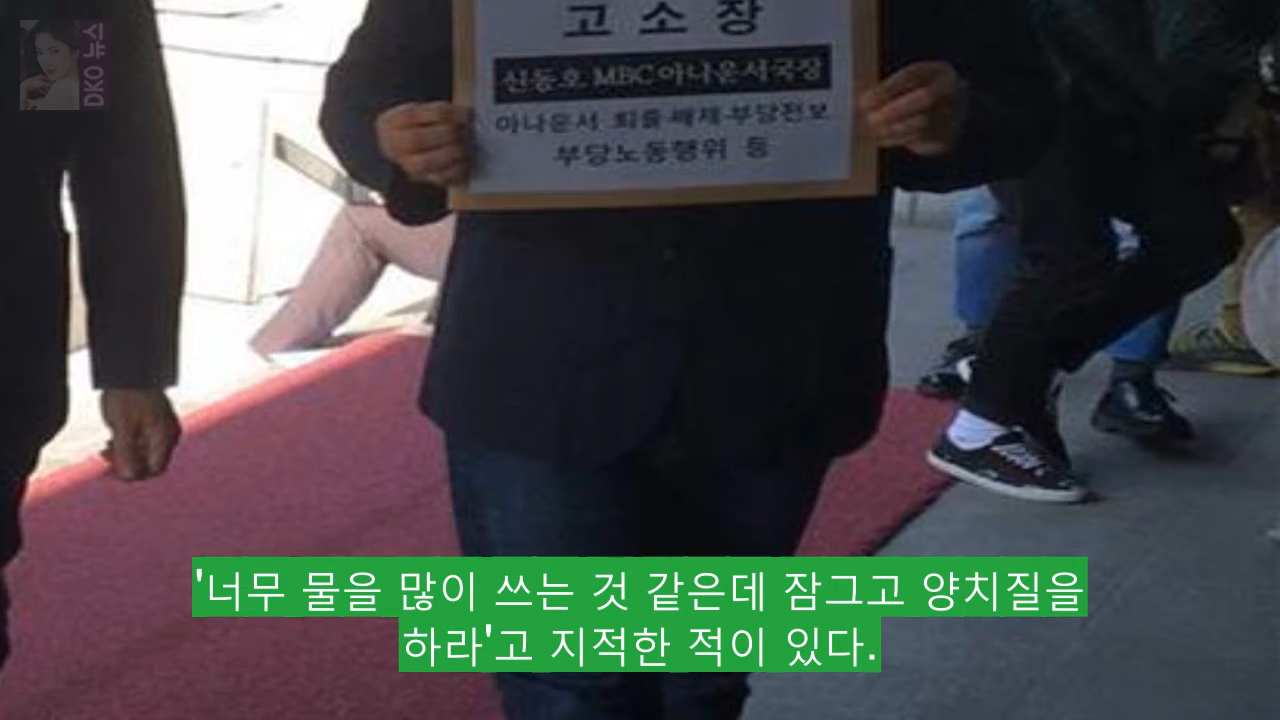 DKO 뉴스
고 소 장
신동호 MBC 아나운서국장
아나운서 퇴출·배제·부당전보
부당노동행위 등
'너무 물을 많이 쓰는 것 같은데 잠그고 양치질을
하라'고 지적한 적이 있다.